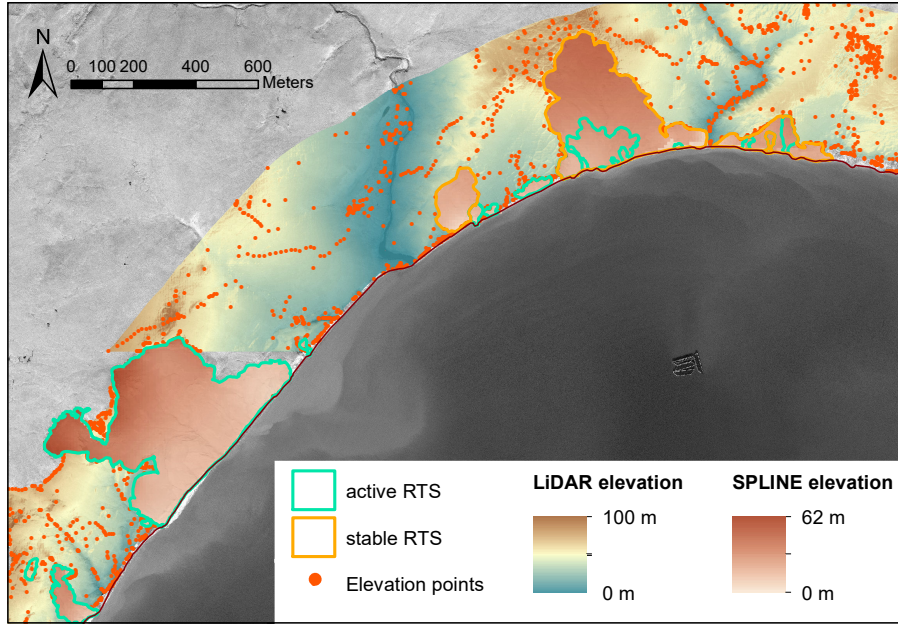 N
0 100 200 400 600
Meters
active RTS
stable RTS
Elevation points
LiDAR elevation
100 m
0 m
SPLINE elevation
62 m
0 m